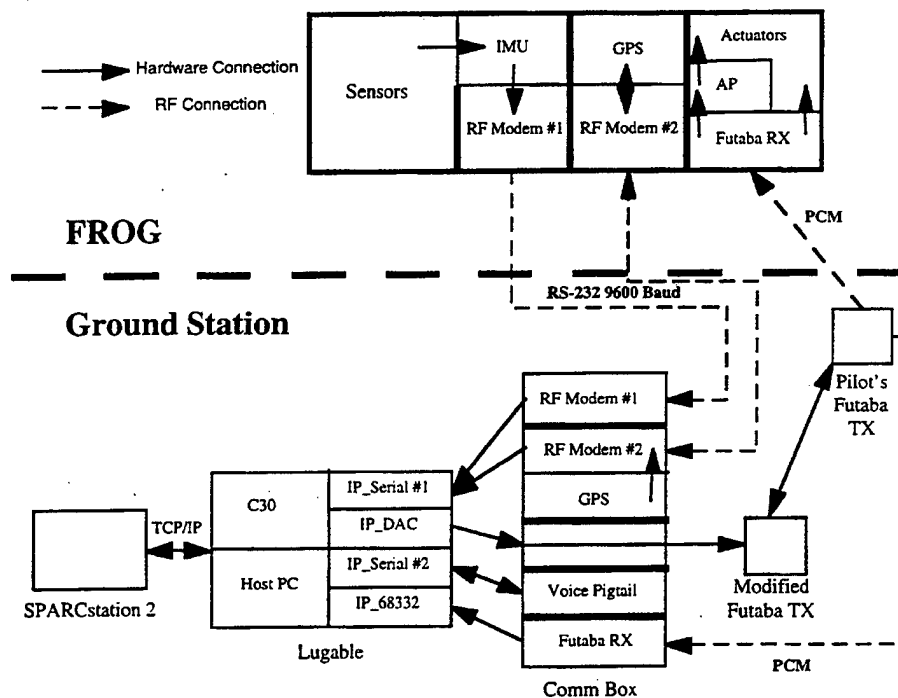 Hardware Connection
RF Connection
Sensors
IMU
GPS
Actuators
AP
RF Modem #1
RF Modem #2
Futaba RX
FROG
PCM
RS-232 9600 Baud
Ground Station
Pilot's
Futaba
TX
RF Modem #1
RF Modem #2
GPS
Voice Pigtail
Futaba RX
Comm Box
C30
IP_Serial #1
IP_DAC
Host PC
IP_Serial #2
IP_68332
Lugable
TCP/IP
SPARCstation 2
Modified
Futaba TX
PCM